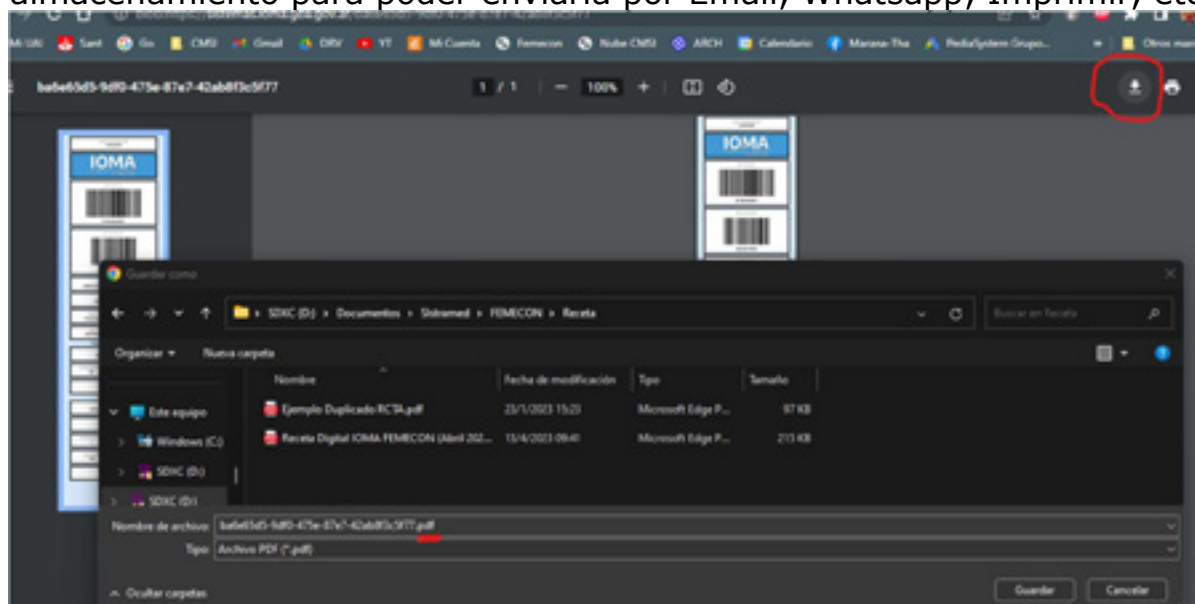 almacenamiento para poder enviarla por Email, Whatsapp, Imprimir, etc
Sant Go CMSI Gmail DRV YT Mi Cuenta Femecon Nube CMSI ARCH Calendario Marana-Tha PediaSystem Grupo... » Otros mar
1 / 1 − 100% +
IOMA
IOMA
Guardar como
SDXC (D:) › Documentos › Sistramed › FEMECON › Receta
Buscar en Receta
Organizar Nueva carpeta
Nombre Fecha de modificación Tipo Tamaño
Este equipo
Ejemplo Duplicado RCTA.pdf 23/1/2023 15:23 Microsoft Edge P... 97 KB
Windows (C:)
Receta Digital IOMA FEMECON (Abril 202... 13/4/2023 09:41 Microsoft Edge P... 215 KB
SDXC (D:)
SDXC (D:)
Nombre de archivo: .pdf
Tipo: Archivo PDF (*.pdf)
Ocultar carpetas
Guardar Cancelar